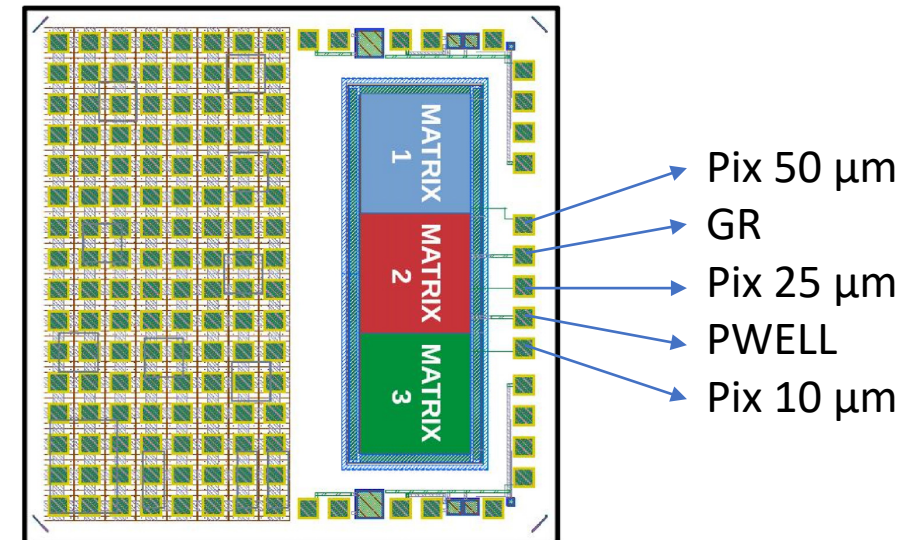 MATRIX
1
MATRIX
2
MATRIX
3
Pix 50 μm
GR
Pix 25 μm
PWELL
Pix 10 μm